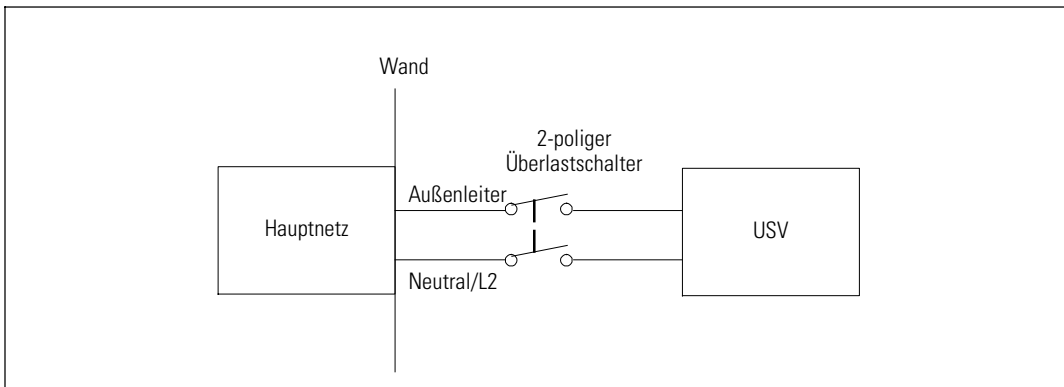 Wand
2-poliger
Überlastschalter
Außenleiter
Hauptnetz
USV
Neutral/L2